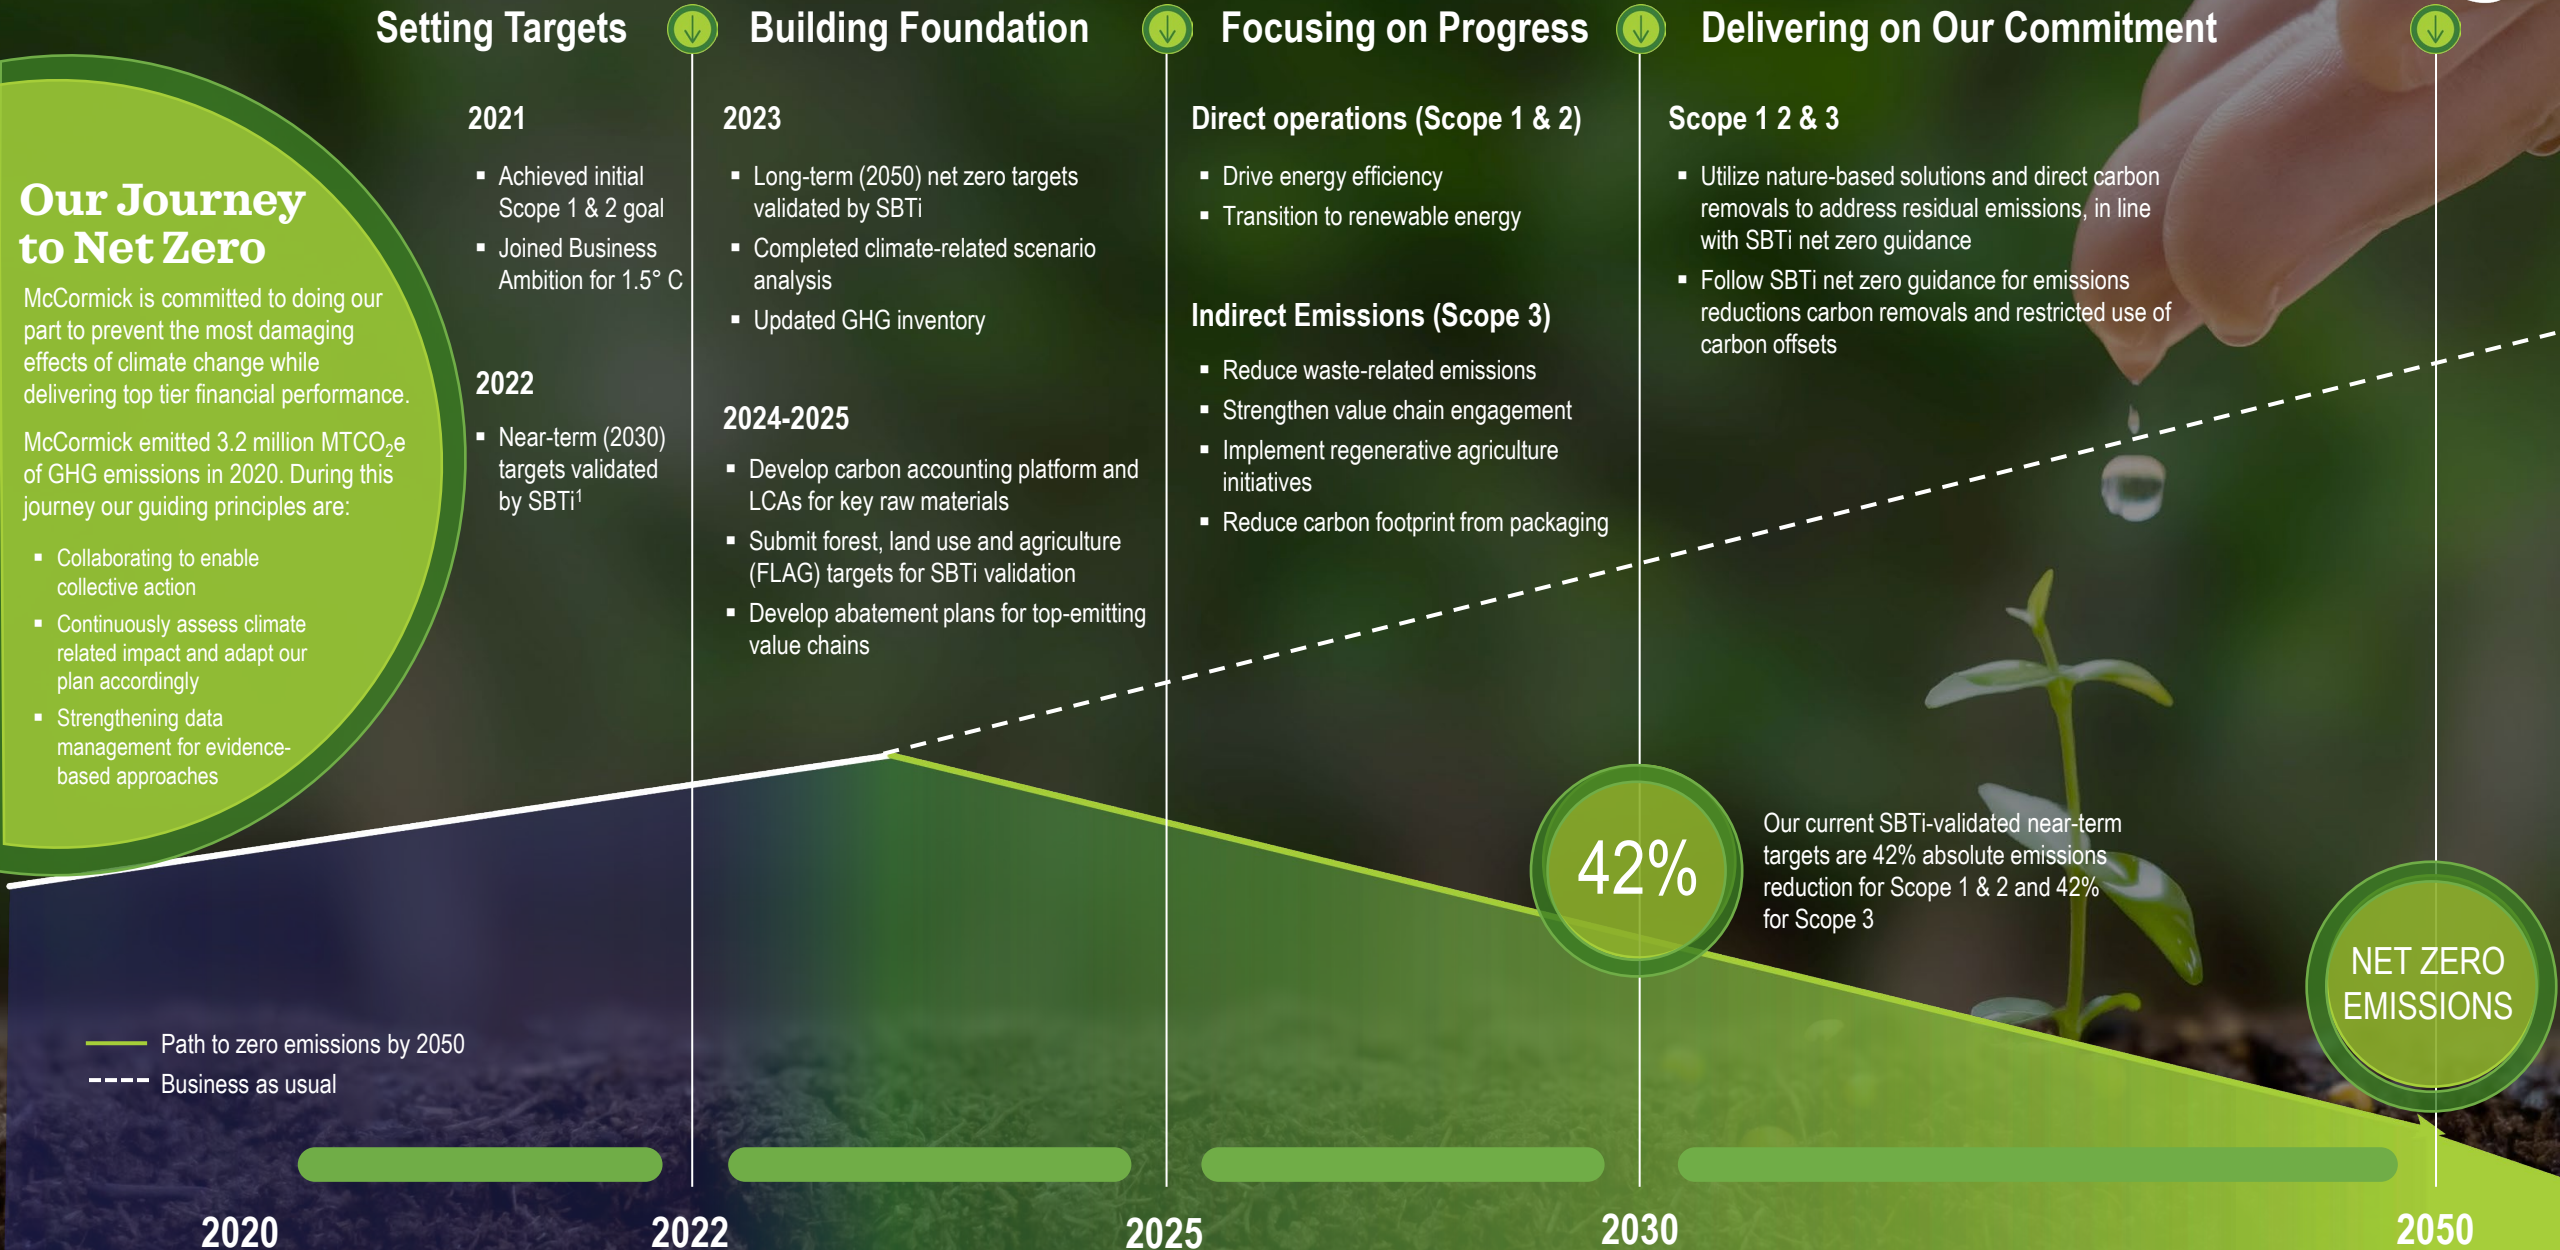 Setting Targets
Building Foundation
Focusing on Progress
Delivering on Our Commitment
Our Journey
to Net Zero
McCormick is committed to doing our
part to prevent the most damaging
effects of climate change while
delivering top tier financial performance.
McCormick emitted 3.2 million MTCO₂e
of GHG emissions in 2020. During this
journey our guiding principles are:
▪ Collaborating to enable
collective action
▪ Continuously assess climate
related impact and adapt our
plan accordingly
▪ Strengthening data
management for evidence-
based approaches
2021
▪ Achieved initial
Scope 1 & 2 goal
▪ Joined Business
Ambition for 1.5° C
2022
▪ Near-term (2030)
targets validated
by SBTi¹
2023
▪ Long-term (2050) net zero targets
validated by SBTi
▪ Completed climate-related scenario
analysis
▪ Updated GHG inventory
2024-2025
▪ Develop carbon accounting platform and
LCAs for key raw materials
▪ Submit forest, land use and agriculture
(FLAG) targets for SBTi validation
▪ Develop abatement plans for top-emitting
value chains
Direct operations (Scope 1 & 2)
▪ Drive energy efficiency
▪ Transition to renewable energy
Indirect Emissions (Scope 3)
▪ Reduce waste-related emissions
▪ Strengthen value chain engagement
▪ Implement regenerative agriculture
initiatives
▪ Reduce carbon footprint from packaging
Scope 1 2 & 3
▪ Utilize nature-based solutions and direct carbon
removals to address residual emissions, in line
with SBTi net zero guidance
▪ Follow SBTi net zero guidance for emissions
reductions carbon removals and restricted use of
carbon offsets
42%
Our current SBTi-validated near-term
targets are 42% absolute emissions
reduction for Scope 1 & 2 and 42%
for Scope 3
NET ZERO
EMISSIONS
Path to zero emissions by 2050
Business as usual
2020
2022
2025
2030
2050